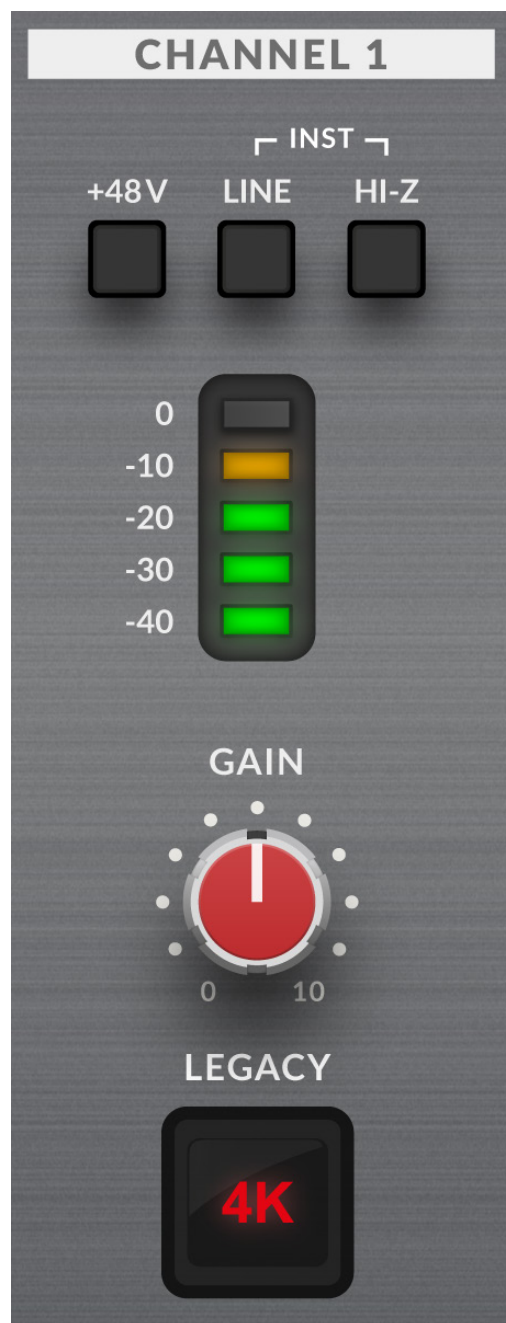 CHANNEL 1
INST
+48V LINE HI-Z
0
-10
-20
-30
-40
GAIN
0 10
LEGACY
4K